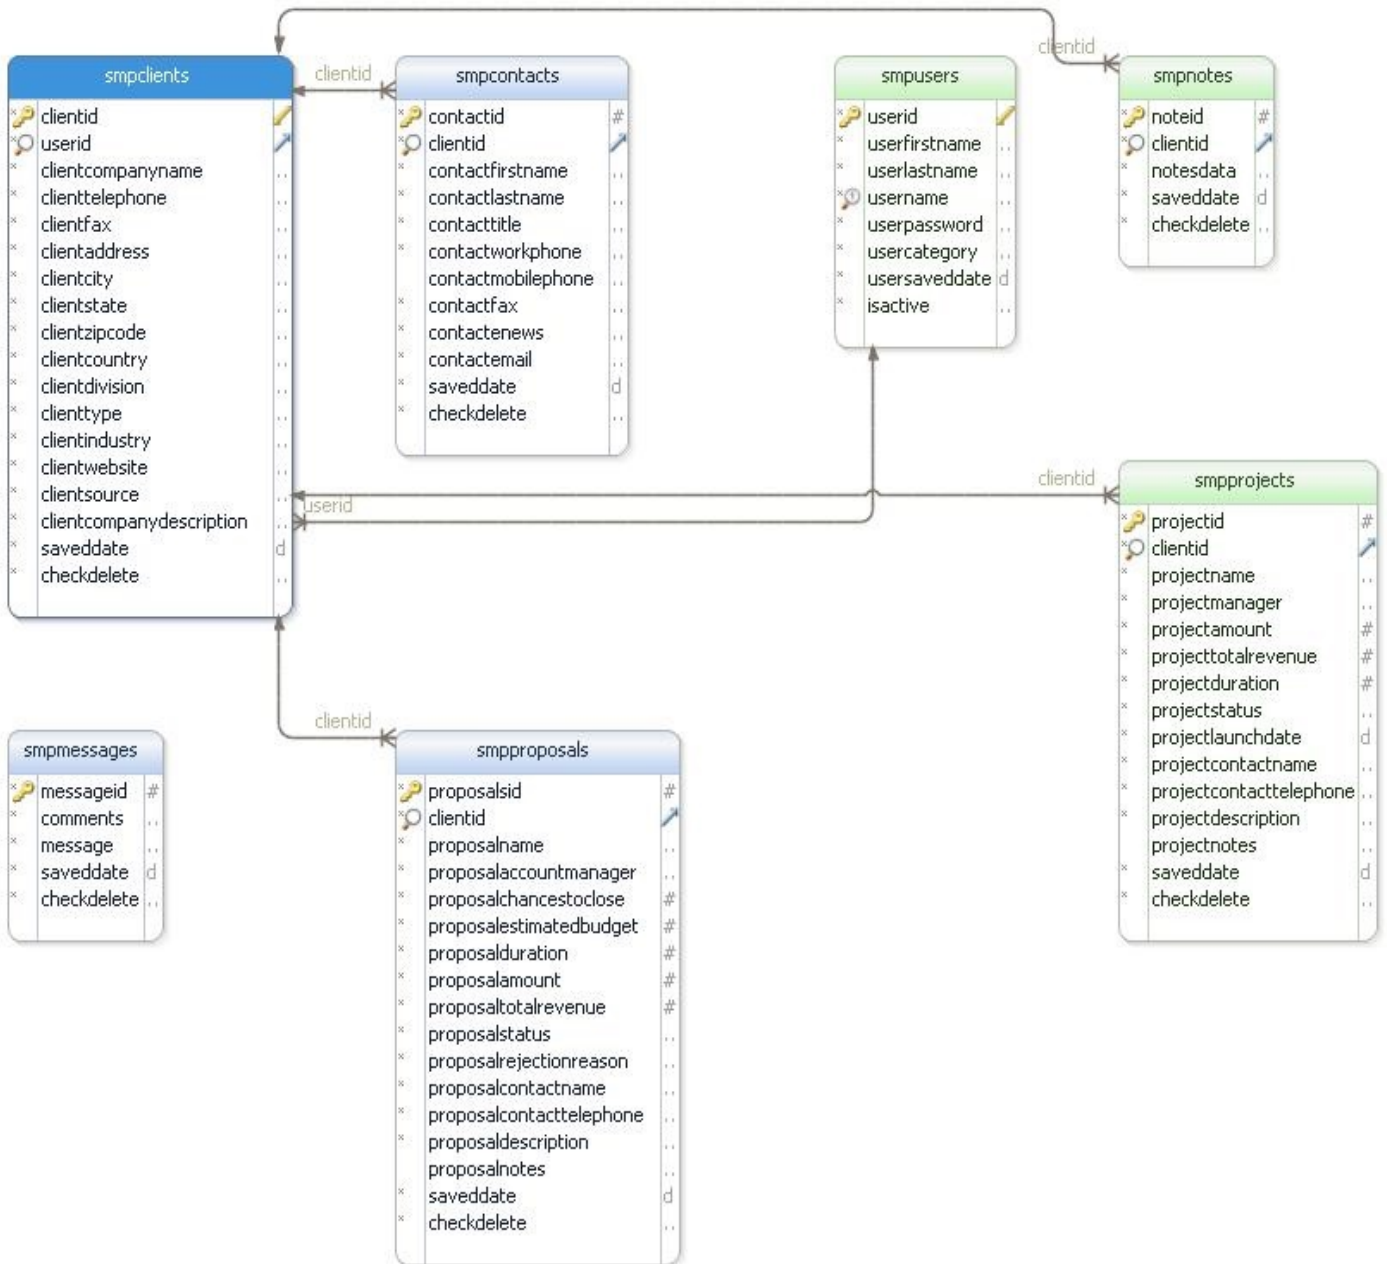 smpclients
clientid
userid
clientcompanyname
clienttelephone
clientfax
clientaddress
clientcity
clientstate
clientzipcode
clientcountry
clientdivision
clienttype
clientindustry
clientwebsite
clientsource
clientcompanydescription
saveddate
d
checkdelete
clientid
smpcontacts
contactid
#
clientid
contactfirstname
contactlastname
contacttitle
contactworkphone
contactmobilephone
contactfax
contactenews
contactemail
saveddate
d
checkdelete
smpusers
userid
userfirstname
userlastname
username
userpassword
usercategory
usersaveddate d
isactive
clientid
smpnotes
noteid
#
clientid
notesdata
saveddate d
checkdelete
userid
clientid
smpprojects
projectid
#
clientid
projectname
projectmanager
projectamount #
projecttotalrevenue #
projectduration #
projectstatus
projectlaunchdate d
projectcontactname
projectcontacttelephone
projectdescription
projectnotes
saveddate d
checkdelete
smpmessages
messageid #
comments
message
saveddate d
checkdelete
clientid
smpproposals
proposalsid #
clientid
proposalname
proposalaccountmanager
proposalchancestoclose #
proposalestimatedbudget #
proposalduration #
proposalamount #
proposaltotalrevenue #
proposalstatus
proposalrejectionreason
proposalcontactname
proposalcontacttelephone
proposaldescription
proposalnotes
saveddate d
checkdelete